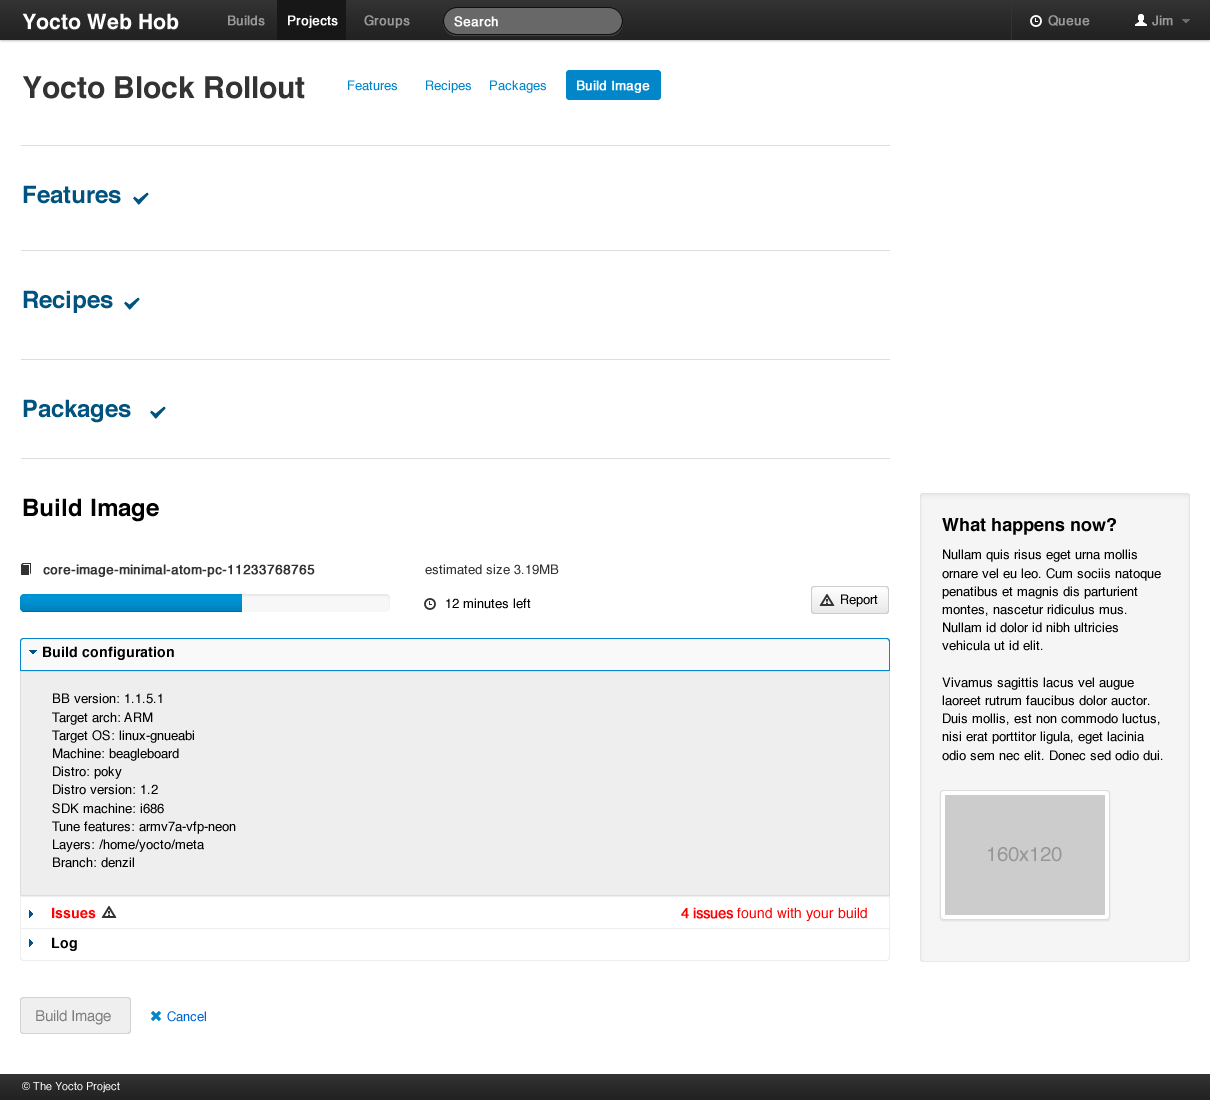 Yocto Web Hob Builds Projects Groups Search Queue Jim
Yocto Block Rollout Features Recipes Packages Build Image
Features
Recipes
Packages
Build Image
core-image-minimal-atom-pc-11233768765 estimated size 3.19MB
12 minutes left
Report
Build configuration
BB version: 1.1.5.1
Target arch: ARM
Target OS: linux-gnueabi
Machine: beagleboard
Distro: poky
Distro version: 1.2
SDK machine: i686
Tune features: armv7a-vfp-neon
Layers: /home/yocto/meta
Branch: denzil
Issues 4 issues found with your build
Log
What happens now?
Nullam quis risus eget urna mollis
ornare vel eu leo. Cum sociis natoque
penatibus et magnis dis parturient
montes, nascetur ridiculus mus.
Nullam id dolor id nibh ultricies
vehicula ut id elit.
Vivamus sagittis lacus vel augue
laoreet rutrum faucibus dolor auctor.
Duis mollis, est non commodo luctus,
nisi erat porttitor ligula, eget lacinia
odio sem nec elit. Donec sed odio dui.
160x120
Build Image Cancel
© The Yocto Project